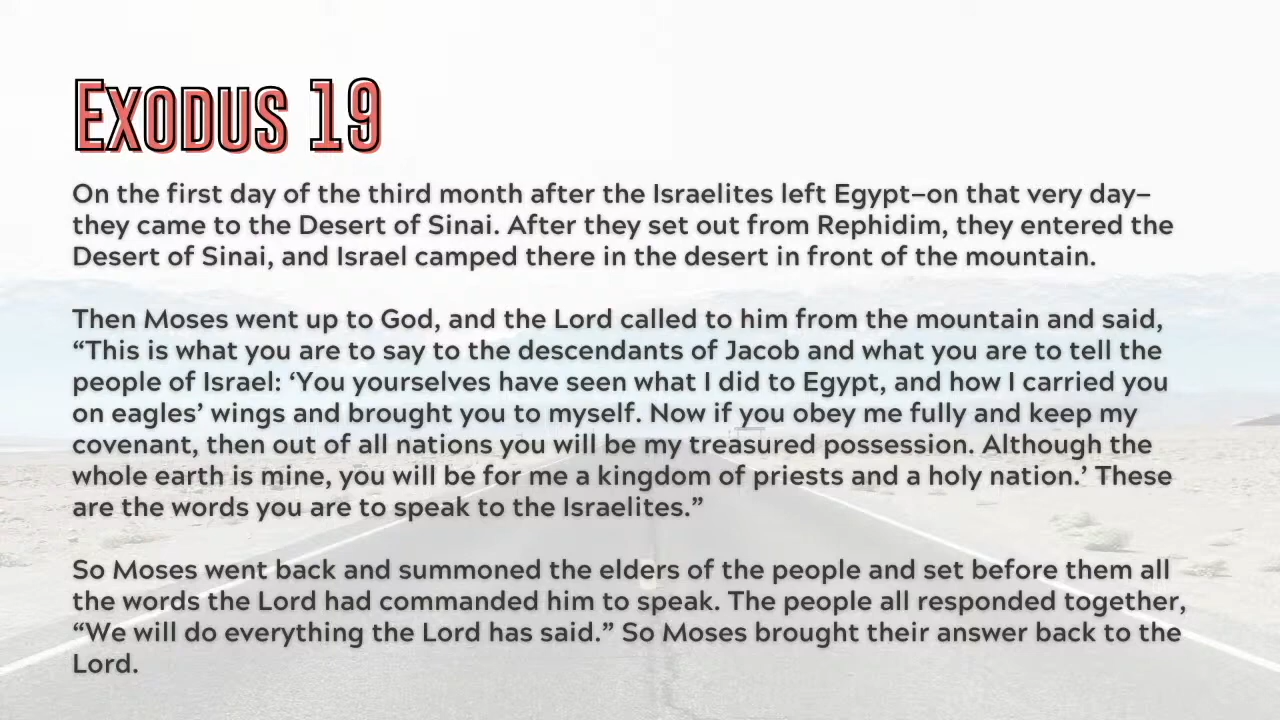 Exodus 19
On the first day of the third month after the Israelites left Egypt—on that very day—
they came to the Desert of Sinai. After they set out from Rephidim, they entered the
Desert of Sinai, and Israel camped there in the desert in front of the mountain.
Then Moses went up to God, and the Lord called to him from the mountain and said,
“This is what you are to say to the descendants of Jacob and what you are to tell the
people of Israel: ‘You yourselves have seen what I did to Egypt, and how I carried you
on eagles’ wings and brought you to myself. Now if you obey me fully and keep my
covenant, then out of all nations you will be my treasured possession. Although the
whole earth is mine, you will be for me a kingdom of priests and a holy nation.’ These
are the words you are to speak to the Israelites.”
So Moses went back and summoned the elders of the people and set before them all
the words the Lord had commanded him to speak. The people all responded together,
“We will do everything the Lord has said.” So Moses brought their answer back to the
Lord.